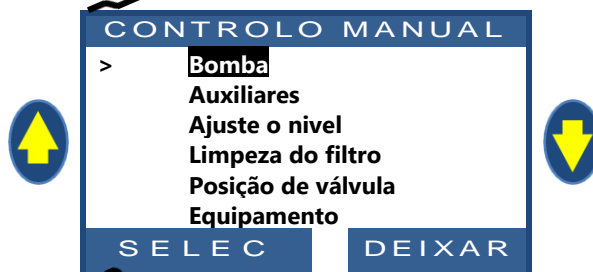 CONTROLO MANUAL
> Bomba
Auxiliares
Ajuste o nivel
Limpeza do filtro
Posição de válvula
Equipamento
SELEC DEIXAR